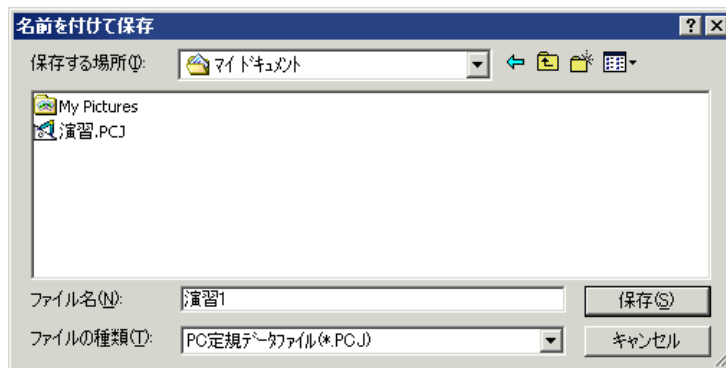 名前を付けて保存
保存する場所(I): マイ ドキュメント
My Pictures
演習.PCJ
ファイル名(N): 演習1 保存(S)
ファイルの種類(T): PC定規データファイル(*.PCJ) キャンセル